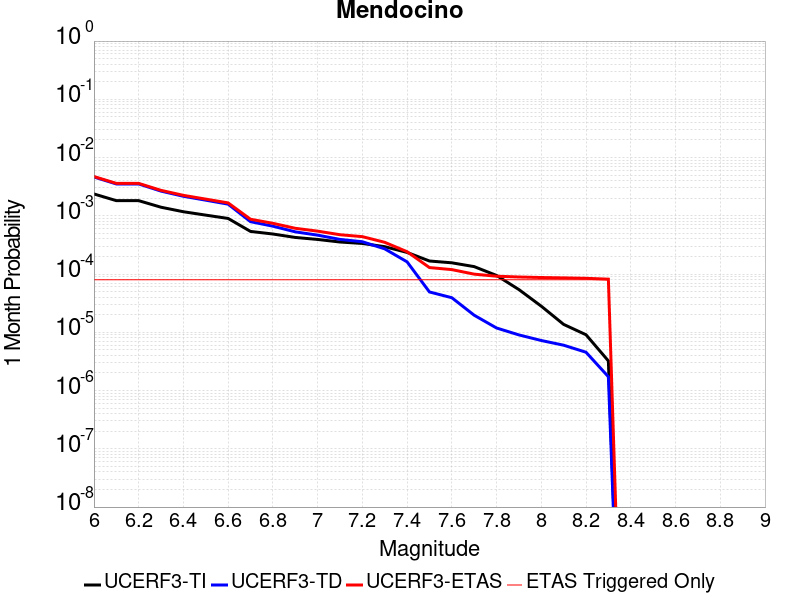 Mendocino
1 Month Probability
10^0
10^-1
10^-2
10^-3
10^-4
10^-5
10^-6
10^-7
10^-8
6 6.2 6.4 6.6 6.8 7 7.2 7.4 7.6 7.8 8 8.2 8.4 8.6 8.8 9
Magnitude
UCERF3-TI UCERF3-TD UCERF3-ETAS ETAS Triggered Only